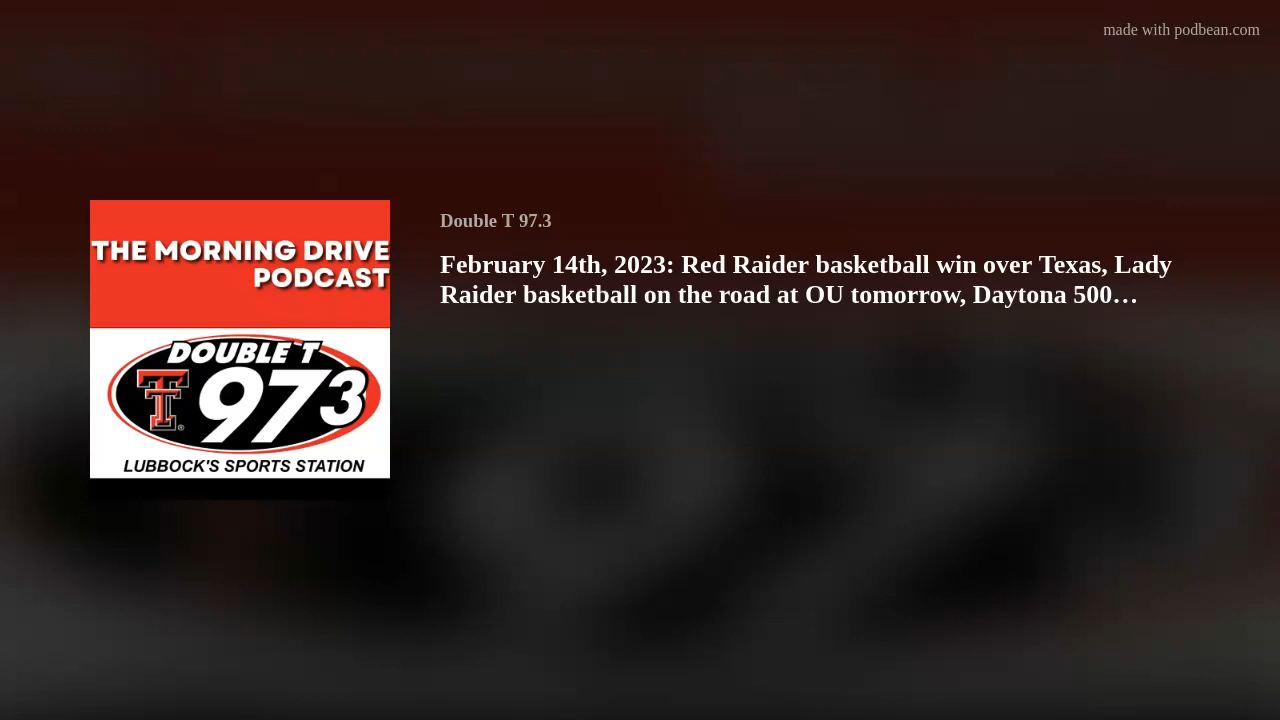 made with podbean.com
THE MORNING DRIVE
PODCAST
DOUBLE T
T 973
®
LUBBOCK'S SPORTS STATION
Double T 97.3
February 14th, 2023: Red Raider basketball win over Texas, Lady
Raider basketball on the road at OU tomorrow, Daytona 500…